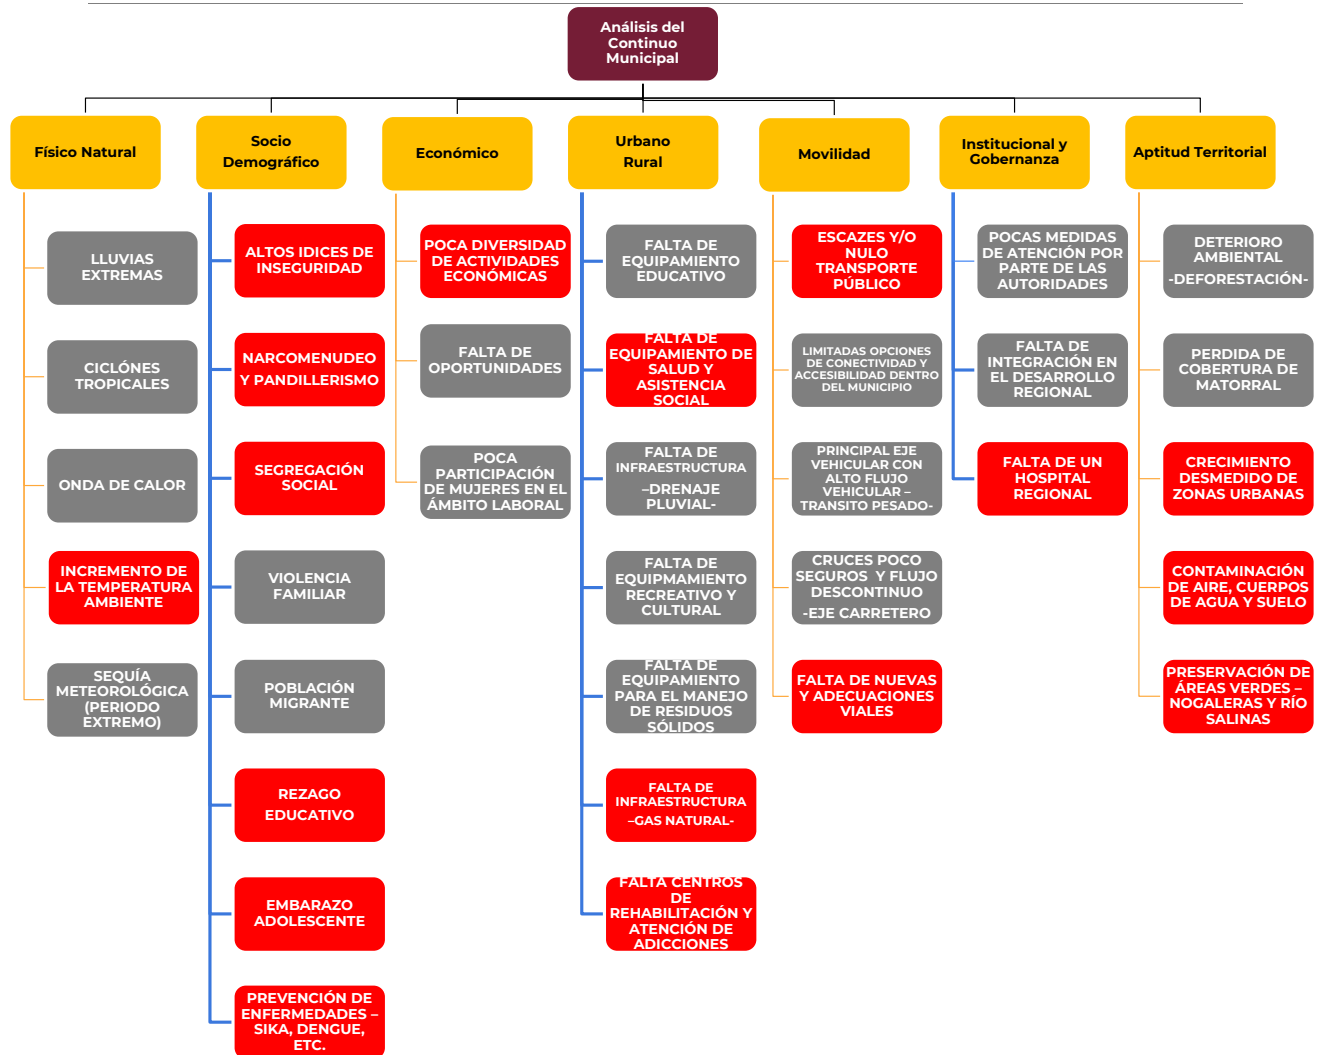 Análisis del
Continuo
Municipal
Físico Natural
LLUVIAS
EXTREMAS
CICLÓNES
TROPICALES
ONDA DE CALOR
INCREMENTO DE
LA TEMPERATURA
AMBIENTE
SEQUÍA
METEOROLÓGICA
(PERIODO
EXTREMO)
Socio
Demográfico
ALTOS IDICES DE
INSEGURIDAD
NARCOMENUDEO
Y PANDILLERISMO
SEGREGACIÓN
SOCIAL
VIOLENCIA
FAMILIAR
POBLACIÓN
MIGRANTE
REZAGO
EDUCATIVO
EMBARAZO
ADOLESCENTE
PREVENCIÓN DE
ENFERMEDADES –
SIKA, DENGUE,
ETC.
Económico
POCA DIVERSIDAD
DE ACTIVIDADES
ECONÓMICAS
FALTA DE
OPORTUNIDADES
POCA
PARTICIPACIÓN
DE MUJERES EN EL
ÁMBITO LABORAL
Urbano
Rural
FALTA DE
EQUIPAMIENTO
EDUCATIVO
FALTA DE
EQUIPAMIENTO DE
SALUD Y
ASISTENCIA
SOCIAL
FALTA DE
INFRAESTRUCTURA
–DRENAJE
PLUVIAL-
FALTA DE
EQUIPMAMIENTO
RECREATIVO Y
CULTURAL
FALTA DE
EQUIPAMIENTO
PARA EL MANEJO
DE RESIDUOS
SÓLIDOS
FALTA DE
INFRAESTRUCTURA
–GAS NATURAL-
FALTA CENTROS
DE
REHABILITACIÓN Y
ATENCIÓN DE
ADICCIONES
Movilidad
ESCAZES Y/O
NULO
TRANSPORTE
PÚBLICO
LIMITADAS OPCIONES
DE CONECTIVIDAD Y
ACCESIBILIDAD DENTRO
DEL MUNICIPIO
PRINCIPAL EJE
VEHICULAR CON
ALTO FLUJO
VEHICULAR –
TRANSITO PESADO-
CRUCES POCO
SEGUROS Y FLUJO
DESCONTINUO
-EJE CARRETERO
FALTA DE NUEVAS
Y ADECUACIONES
VIALES
Institucional y
Gobernanza
POCAS MEDIDAS
DE ATENCIÓN POR
PARTE DE LAS
AUTORIDADES
FALTA DE
INTEGRACIÓN EN
EL DESARROLLO
REGIONAL
FALTA DE UN
HOSPITAL
REGIONAL
Aptitud Territorial
DETERIORO
AMBIENTAL
-DEFORESTACIÓN-
PERDIDA DE
COBERTURA DE
MATORRAL
CRECIMIENTO
DESMEDIDO DE
ZONAS URBANAS
CONTAMINACIÓN
DE AIRE, CUERPOS
DE AGUA Y SUELO
PRESERVACIÓN DE
ÁREAS VERDES –
NOGALERAS Y RÍO
SALINAS